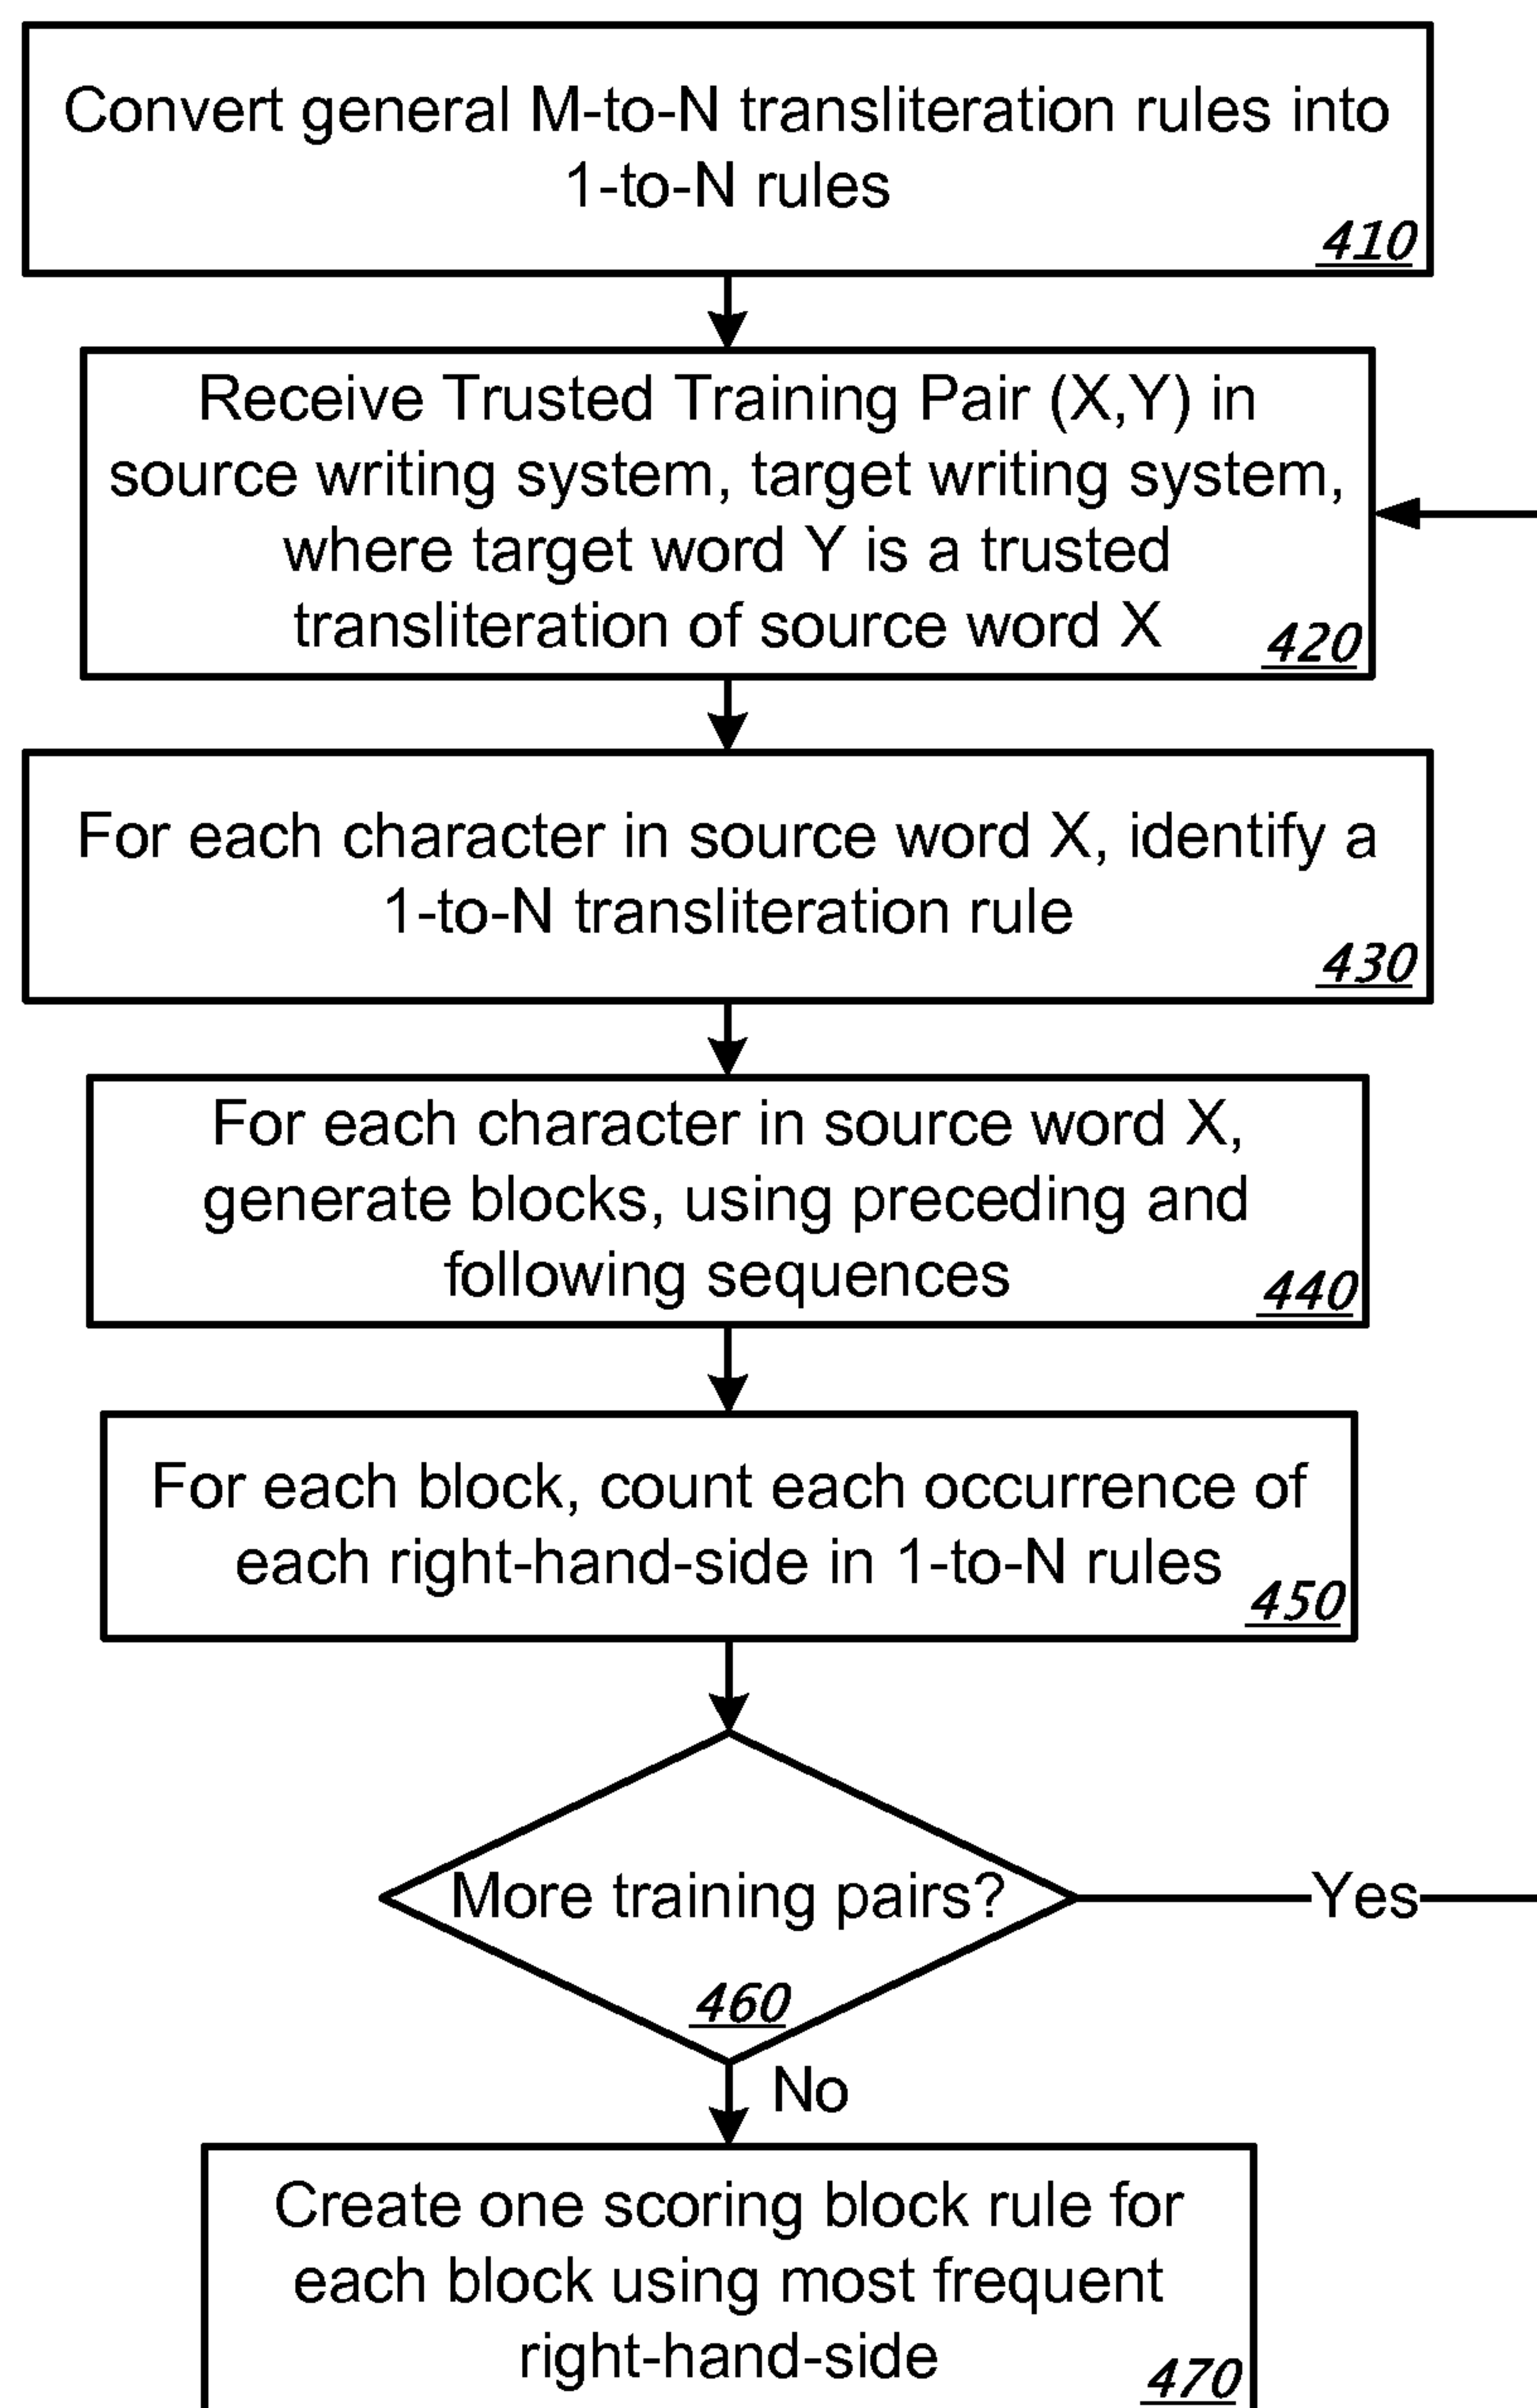 Convert general M-to-N transliteration rules into
1-to-N rules
410
Receive Trusted Training Pair (X,Y) in
source writing system, target writing system,
where target word Y is a trusted
transliteration of source word X
420
For each character in source word X, identify a
1-to-N transliteration rule
430
For each character in source word X,
generate blocks, using preceding and
following sequences
440
For each block, count each occurrence of
each right-hand-side in 1-to-N rules
450
More training pairs?
Yes
460
No
Create one scoring block rule for
each block using most frequent
right-hand-side
470